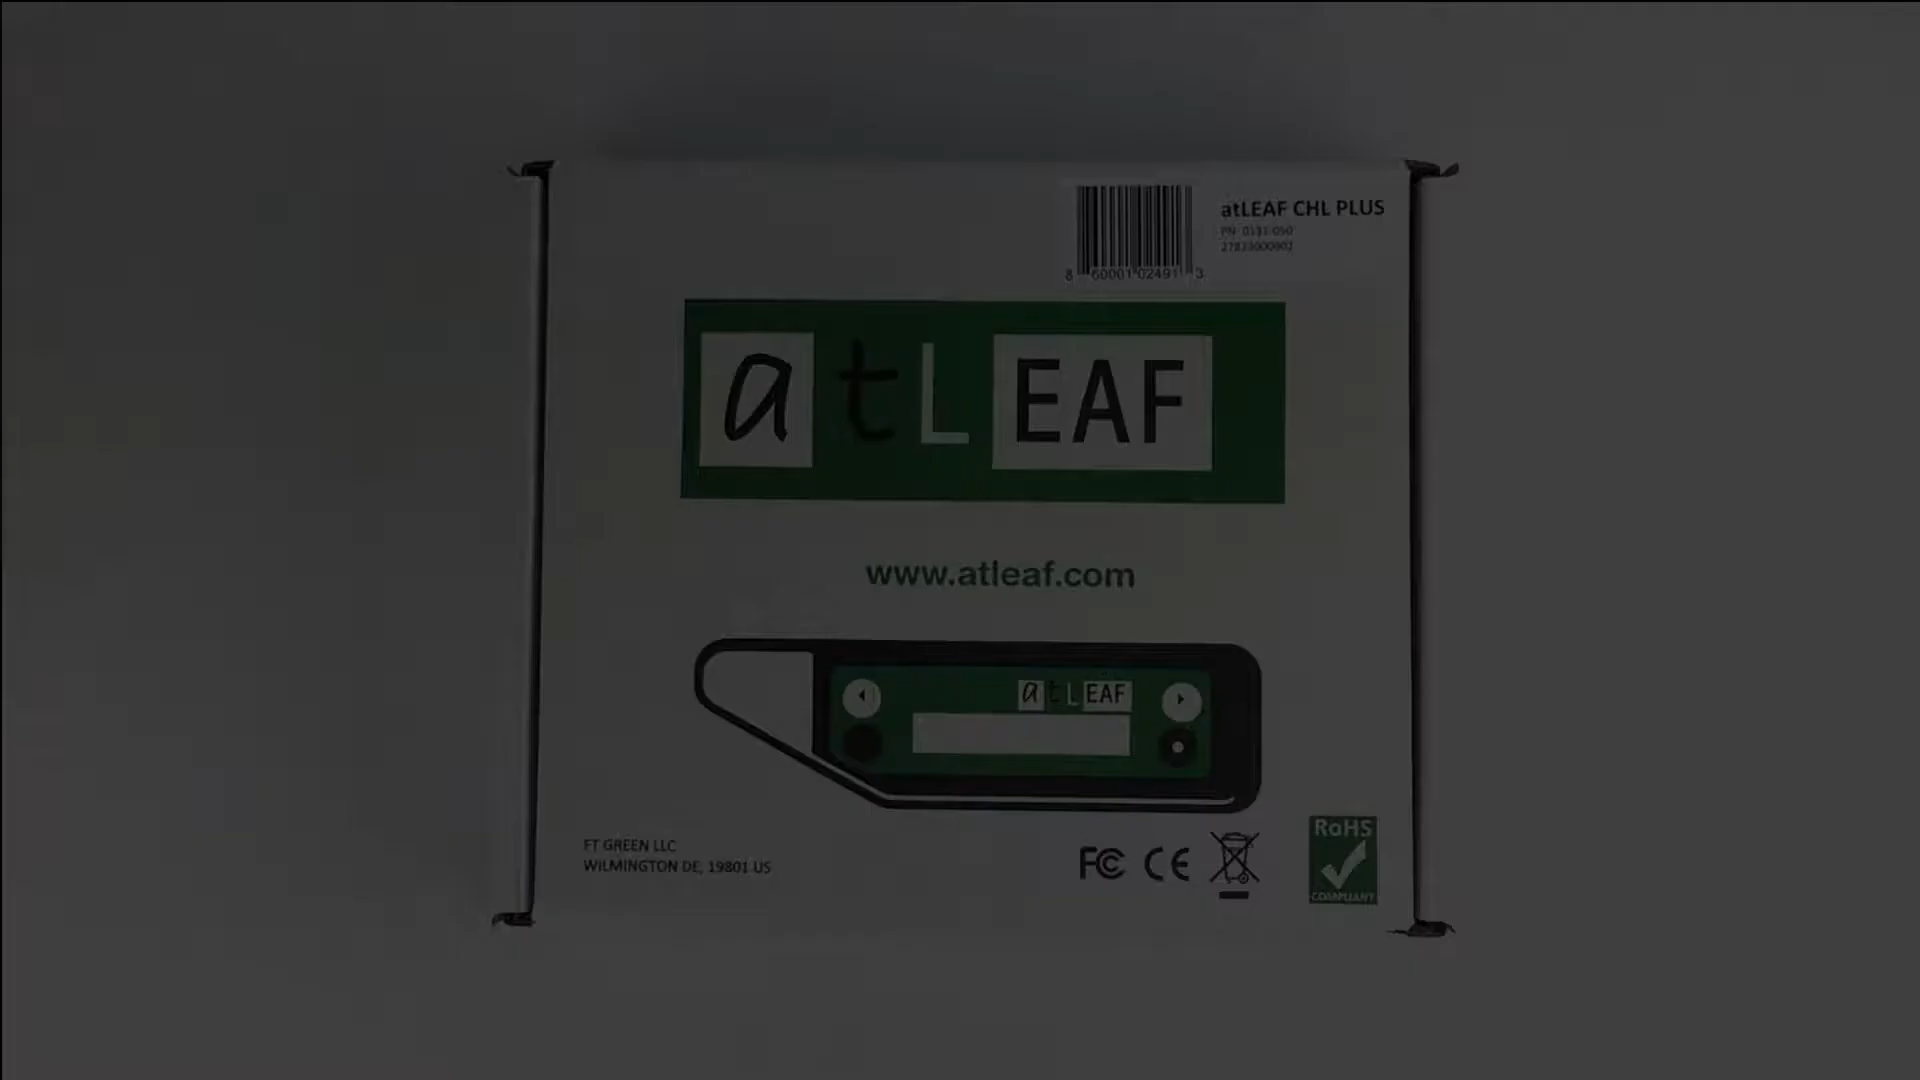 atLEAF CHL PLUS
PN 0131.050
8 60001 02491 3
atLEAF
www.atleaf.com
atLEAF
FT GREEN LLC
WILMINGTON DE, 19801 US
FC CE
RoHS
COMPLIANT